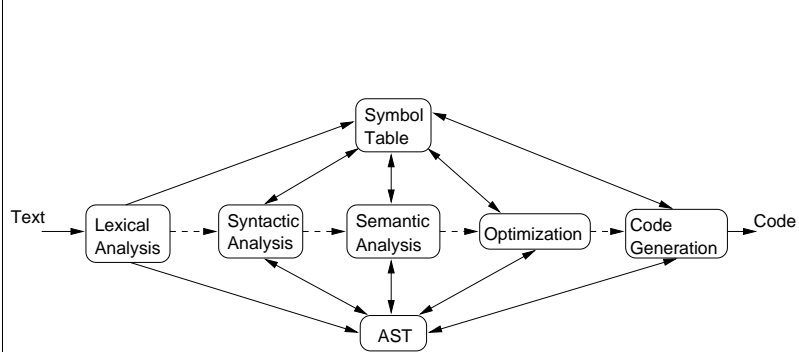 Symbol
Table
Text
Lexical
Analysis
Syntactic
Analysis
Semantic
Analysis
Optimization
Code
Generation
Code
AST